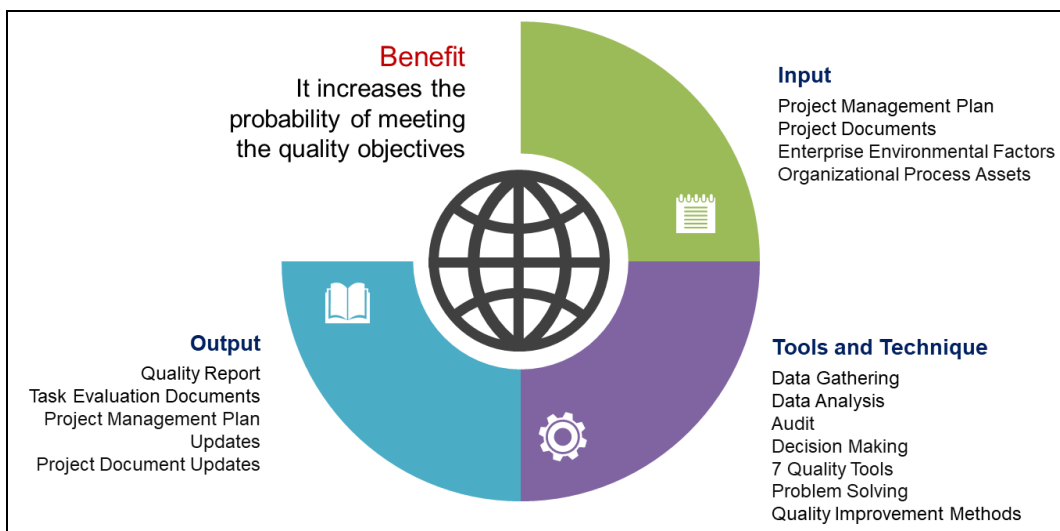 Benefit
It increases the
probability of meeting
the quality objectives
Input
Project Management Plan
Project Documents
Enterprise Environmental Factors
Organizational Process Assets
Output
Quality Report
Task Evaluation Documents
Project Management Plan
Updates
Project Document Updates
Tools and Technique
Data Gathering
Data Analysis
Audit
Decision Making
7 Quality Tools
Problem Solving
Quality Improvement Methods